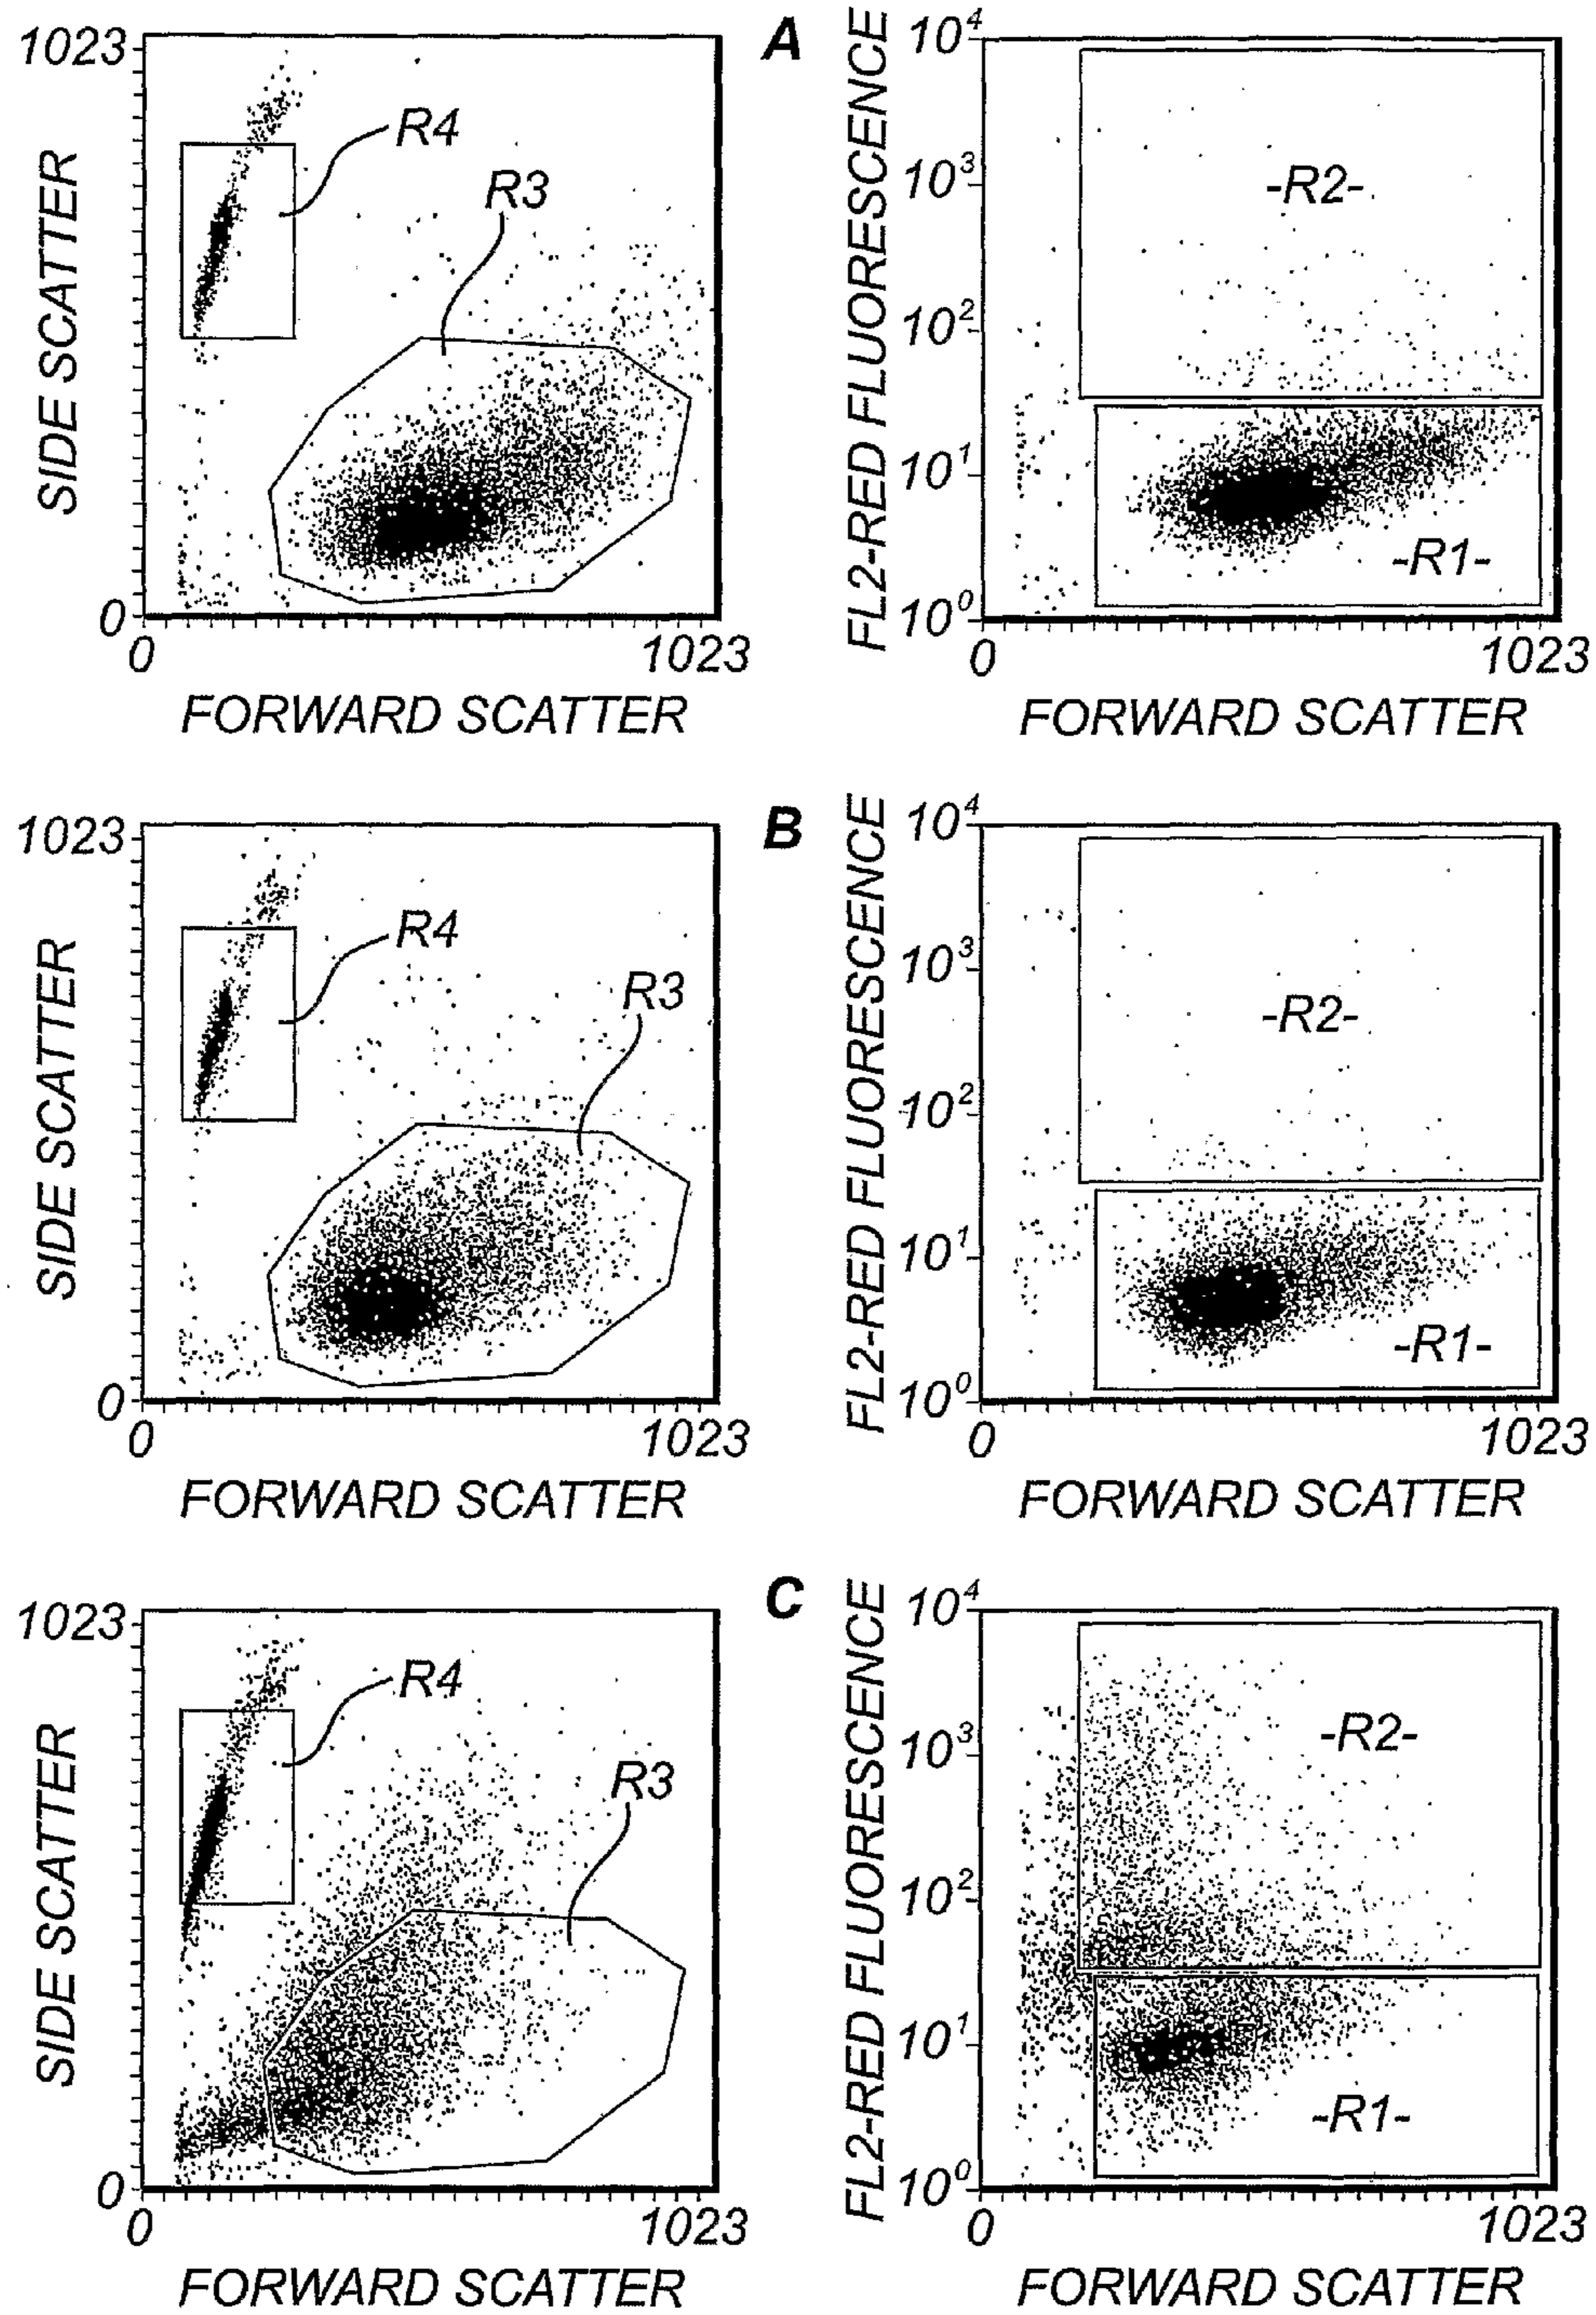 A
1023
SIDE SCATTER
R4
R3
0
0
1023
FORWARD SCATTER
FL2-RED FLUORESCENCE
10⁴
10³
10²
10¹
10⁰
-R2-
-R1-
0
1023
FORWARD SCATTER
B
1023
SIDE SCATTER
R4
R3
0
0
1023
FORWARD SCATTER
FL2-RED FLUORESCENCE
10⁴
10³
10²
10¹
10⁰
-R2-
-R1-
0
1023
FORWARD SCATTER
C
1023
SIDE SCATTER
R4
R3
0
0
1023
FORWARD SCATTER
FL2-RED FLUORESCENCE
10⁴
10³
10²
10¹
10⁰
-R2-
-R1-
0
1023
FORWARD SCATTER